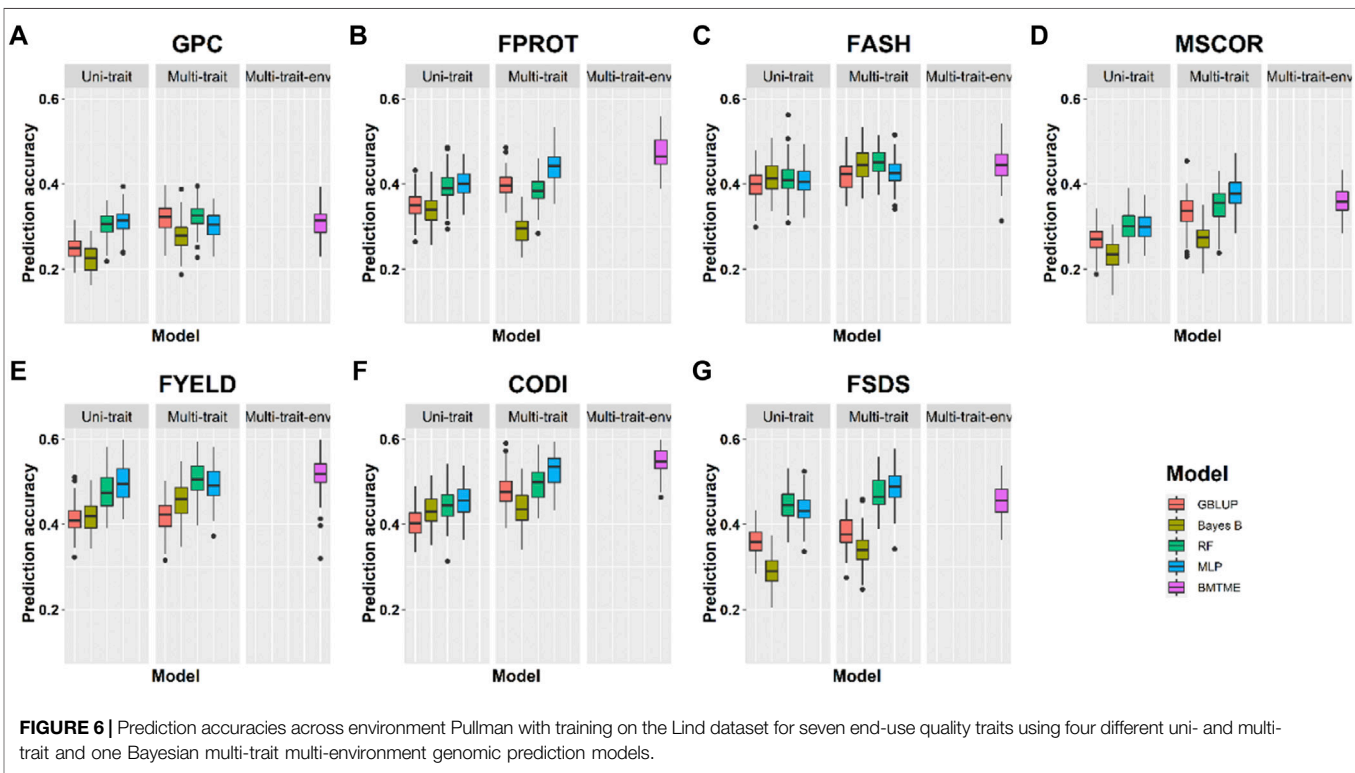 A GPC
Uni-trait Multi-trait Multi-trait-env
0.6
0.4
0.2
Prediction accuracy
Model
B FPROT
Uni-trait Multi-trait Multi-trait-env
0.6
0.4
0.2
Prediction accuracy
Model
C FASH
Uni-trait Multi-trait Multi-trait-env
0.6
0.4
0.2
Prediction accuracy
Model
D MSCOR
Uni-trait Multi-trait Multi-trait-env
0.6
0.4
0.2
Prediction accuracy
Model
E FYELD
Uni-trait Multi-trait Multi-trait-env
0.6
0.4
0.2
Prediction accuracy
Model
F CODI
Uni-trait Multi-trait Multi-trait-env
0.6
0.4
0.2
Prediction accuracy
Model
G FSDS
Uni-trait Multi-trait Multi-trait-env
0.6
0.4
0.2
Prediction accuracy
Model
Model
GBLUP
Bayes B
RF
MLP
BMTME
FIGURE 6 | Prediction accuracies across environment Pullman with training on the Lind dataset for seven end-use quality traits using four different uni- and multi-
trait and one Bayesian multi-trait multi-environment genomic prediction models.